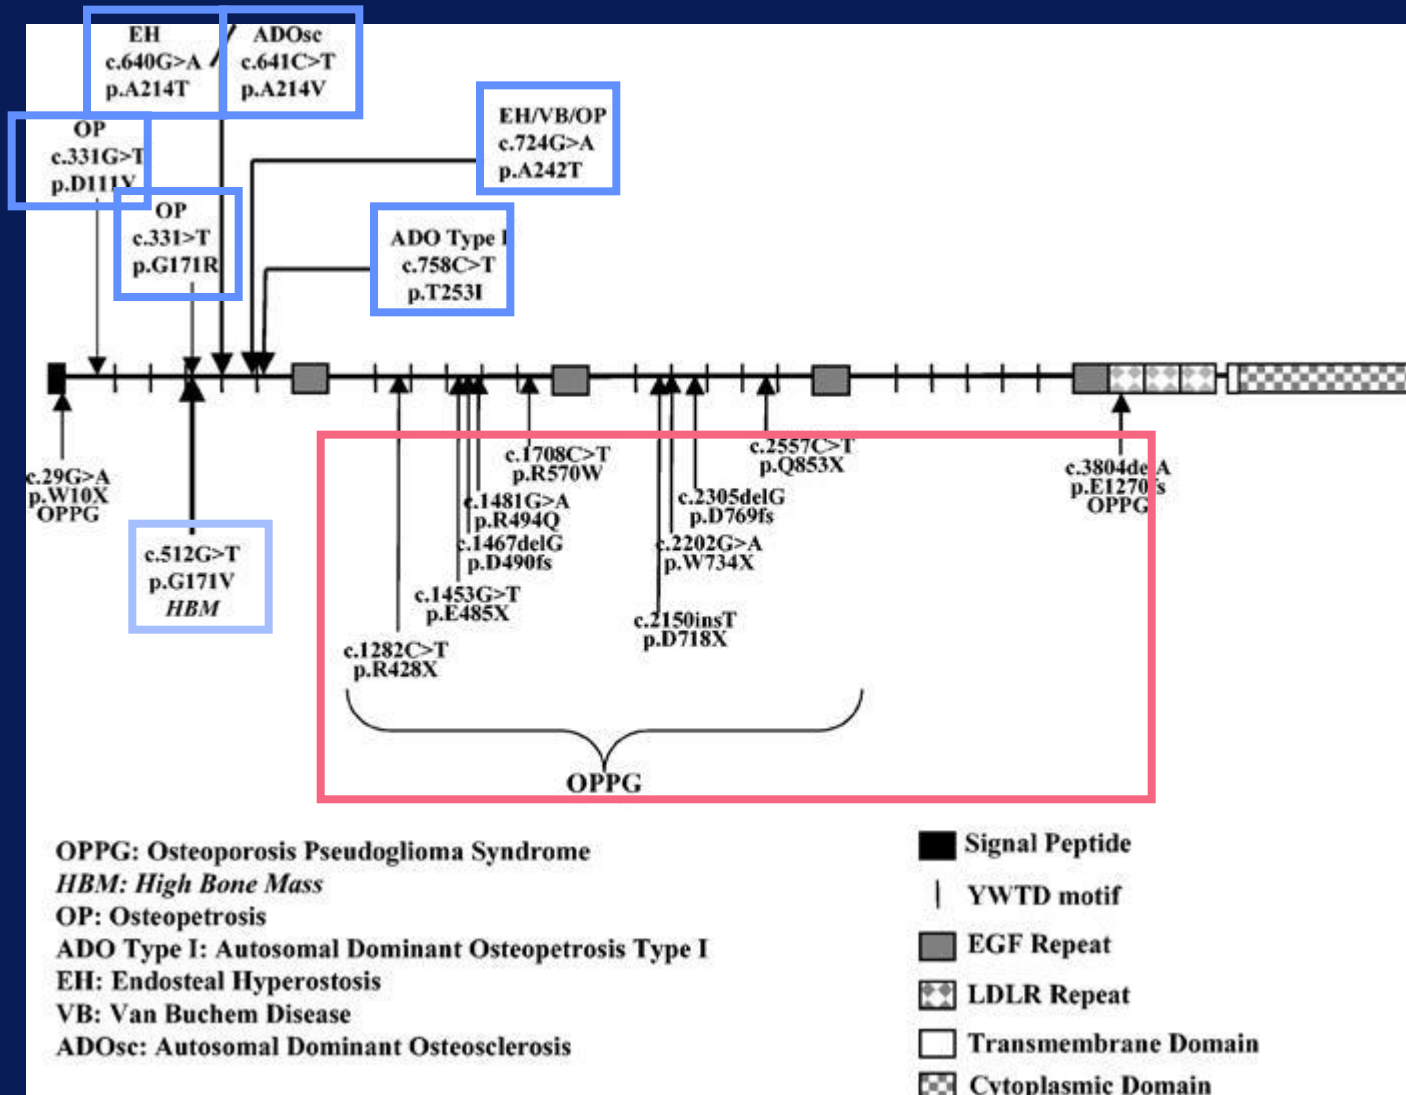 EH
c.640G>A
p.A214T
/
ADOsc
c.641C>T
p.A214V
OP
c.331G>T
p.D111V
OP
c.331>T
p.G171R
EH/VB/OP
c.724G>A
p.A242T
ADO Type I
c.758C>T
p.T253I
c.29G>A
p.W10X
OPPG
c.512G>T
p.G171V
HBM
c.1282C>T
p.R428X
c.1453G>T
p.E485X
c.1467delG
p.D490fs
c.1481G>A
p.R494Q
c.1708C>T
p.R570W
c.2150insT
p.D718X
c.2202G>A
p.W734X
c.2305delG
p.D769fs
c.2557C>T
p.Q853X
c.3804delA
p.E1270fs
OPPG
OPPG
OPPG: Osteoporosis Pseudoglioma Syndrome
HBM: High Bone Mass
OP: Osteopetrosis
ADO Type I: Autosomal Dominant Osteopetrosis Type I
EH: Endosteal Hyperostosis
VB: Van Buchem Disease
ADOsc: Autosomal Dominant Osteosclerosis
Signal Peptide
YWTD motif
EGF Repeat
LDLR Repeat
Transmembrane Domain
Cytoplasmic Domain